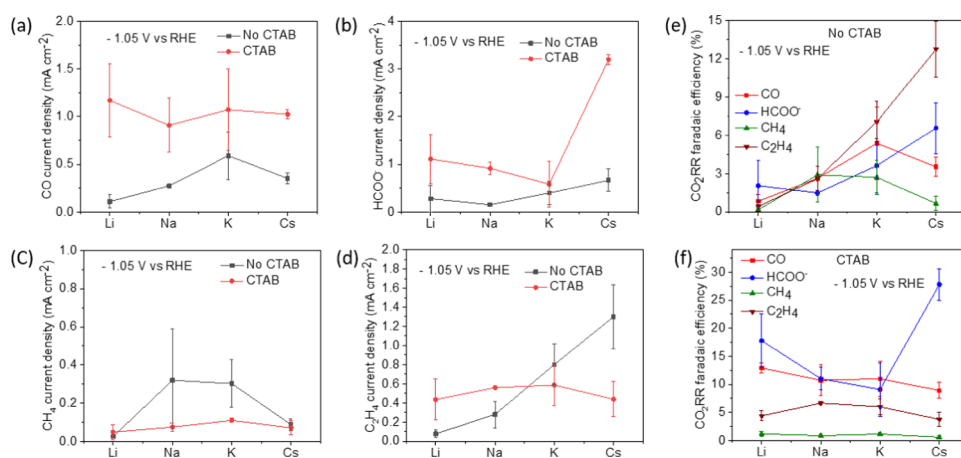 (a)
CO current density (mA cm-2)
2.0
1.5
1.0
0.5
0.0
- 1.05 V vs RHE
No CTAB
CTAB
Li Na K Cs
(b)
HCOO- current density (mA cm-2)
4
3
2
1
0
- 1.05 V vs RHE
No CTAB
CTAB
Li Na K Cs
(e)
CO2RR faradaic efficiency (%)
15
12
9
6
3
0
No CTAB
- 1.05 V vs RHE
CO
HCOO-
CH4
C2H4
Li Na K Cs
(C)
CH4 current density (mA cm-2)
1.0
0.8
0.6
0.4
0.2
0.0
- 1.05 V vs RHE
No CTAB
CTAB
Li Na K Cs
(d)
C2H4 current density (mA cm-2)
2.0
1.8
1.6
1.4
1.2
1.0
0.8
0.6
0.4
0.2
0.0
- 1.05 V vs RHE
No CTAB
CTAB
Li Na K Cs
(f)
CO2RR faradaic efficiency (%)
30
25
20
15
10
5
0
CO
HCOO-
CH4
C2H4
CTAB
- 1.05 V vs RHE
Li Na K Cs